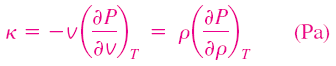 κ = −v(∂P/∂v)_T = ρ(∂P/∂ρ)_T (Pa)